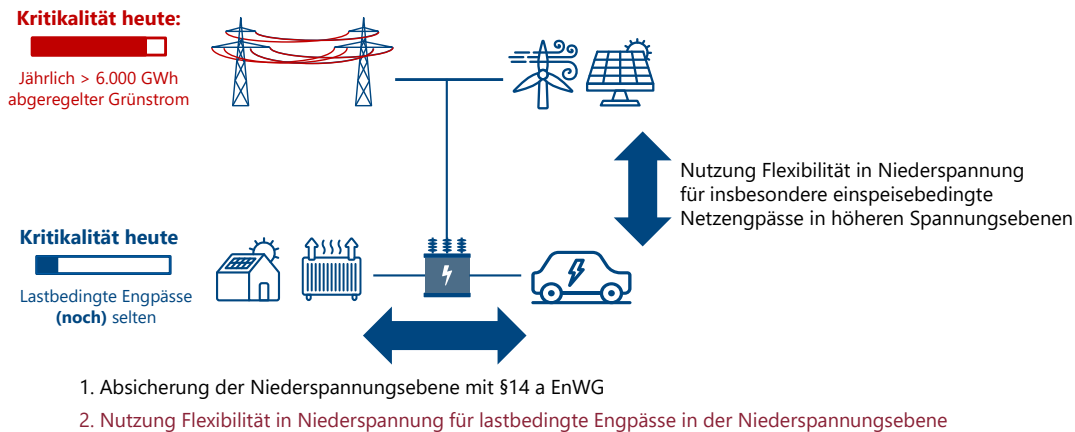 Kritikalität heute:
Jährlich > 6.000 GWh
abgeregelter Grünstrom
Nutzung Flexibilität in Niederspannung
für insbesondere einspeisebedingte
Netzengpässe in höheren Spannungsebenen
Kritikalität heute
Lastbedingte Engpässe
(noch) selten
1. Absicherung der Niederspannungsebene mit §14 a EnWG
2. Nutzung Flexibilität in Niederspannung für lastbedingte Engpässe in der Niederspannungsebene